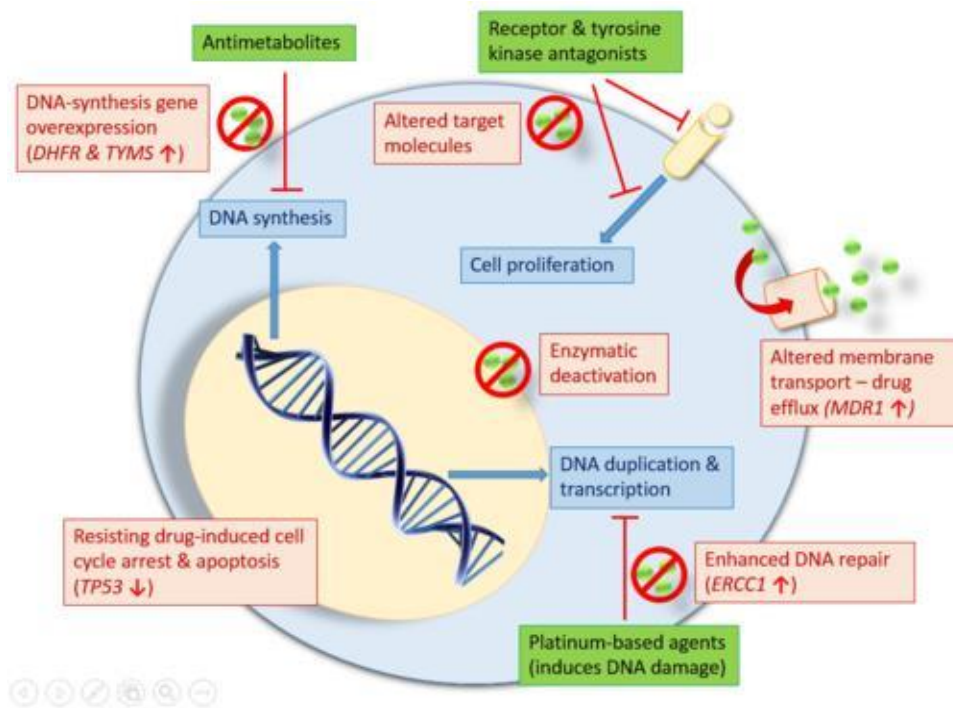 Antimetabolites
Receptor & tyrosine
kinase antagonists
DNA-synthesis gene
overexpression
(DHFR & TYMS ↑)
Altered target
molecules
DNA synthesis
Cell proliferation
Enzymatic
deactivation
Altered membrane
transport – drug
efflux (MDR1 ↑)
DNA duplication &
transcription
Resisting drug-induced cell
cycle arrest & apoptosis
(TP53 ↓)
Enhanced DNA repair
(ERCC1 ↑)
Platinum-based agents
(induces DNA damage)